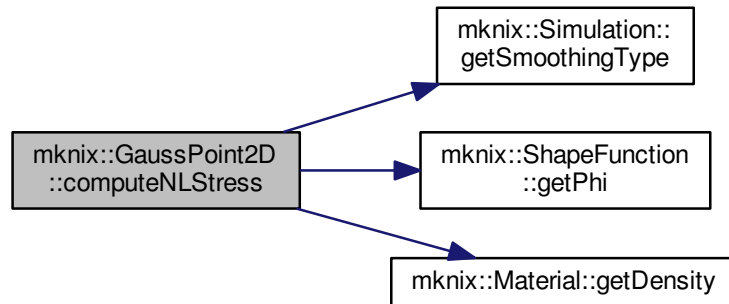 mknix::Simulation::
getSmoothingType
mknix::GaussPoint2D
::computeNLStress
mknix::ShapeFunction
::getPhi
mknix::Material::getDensity